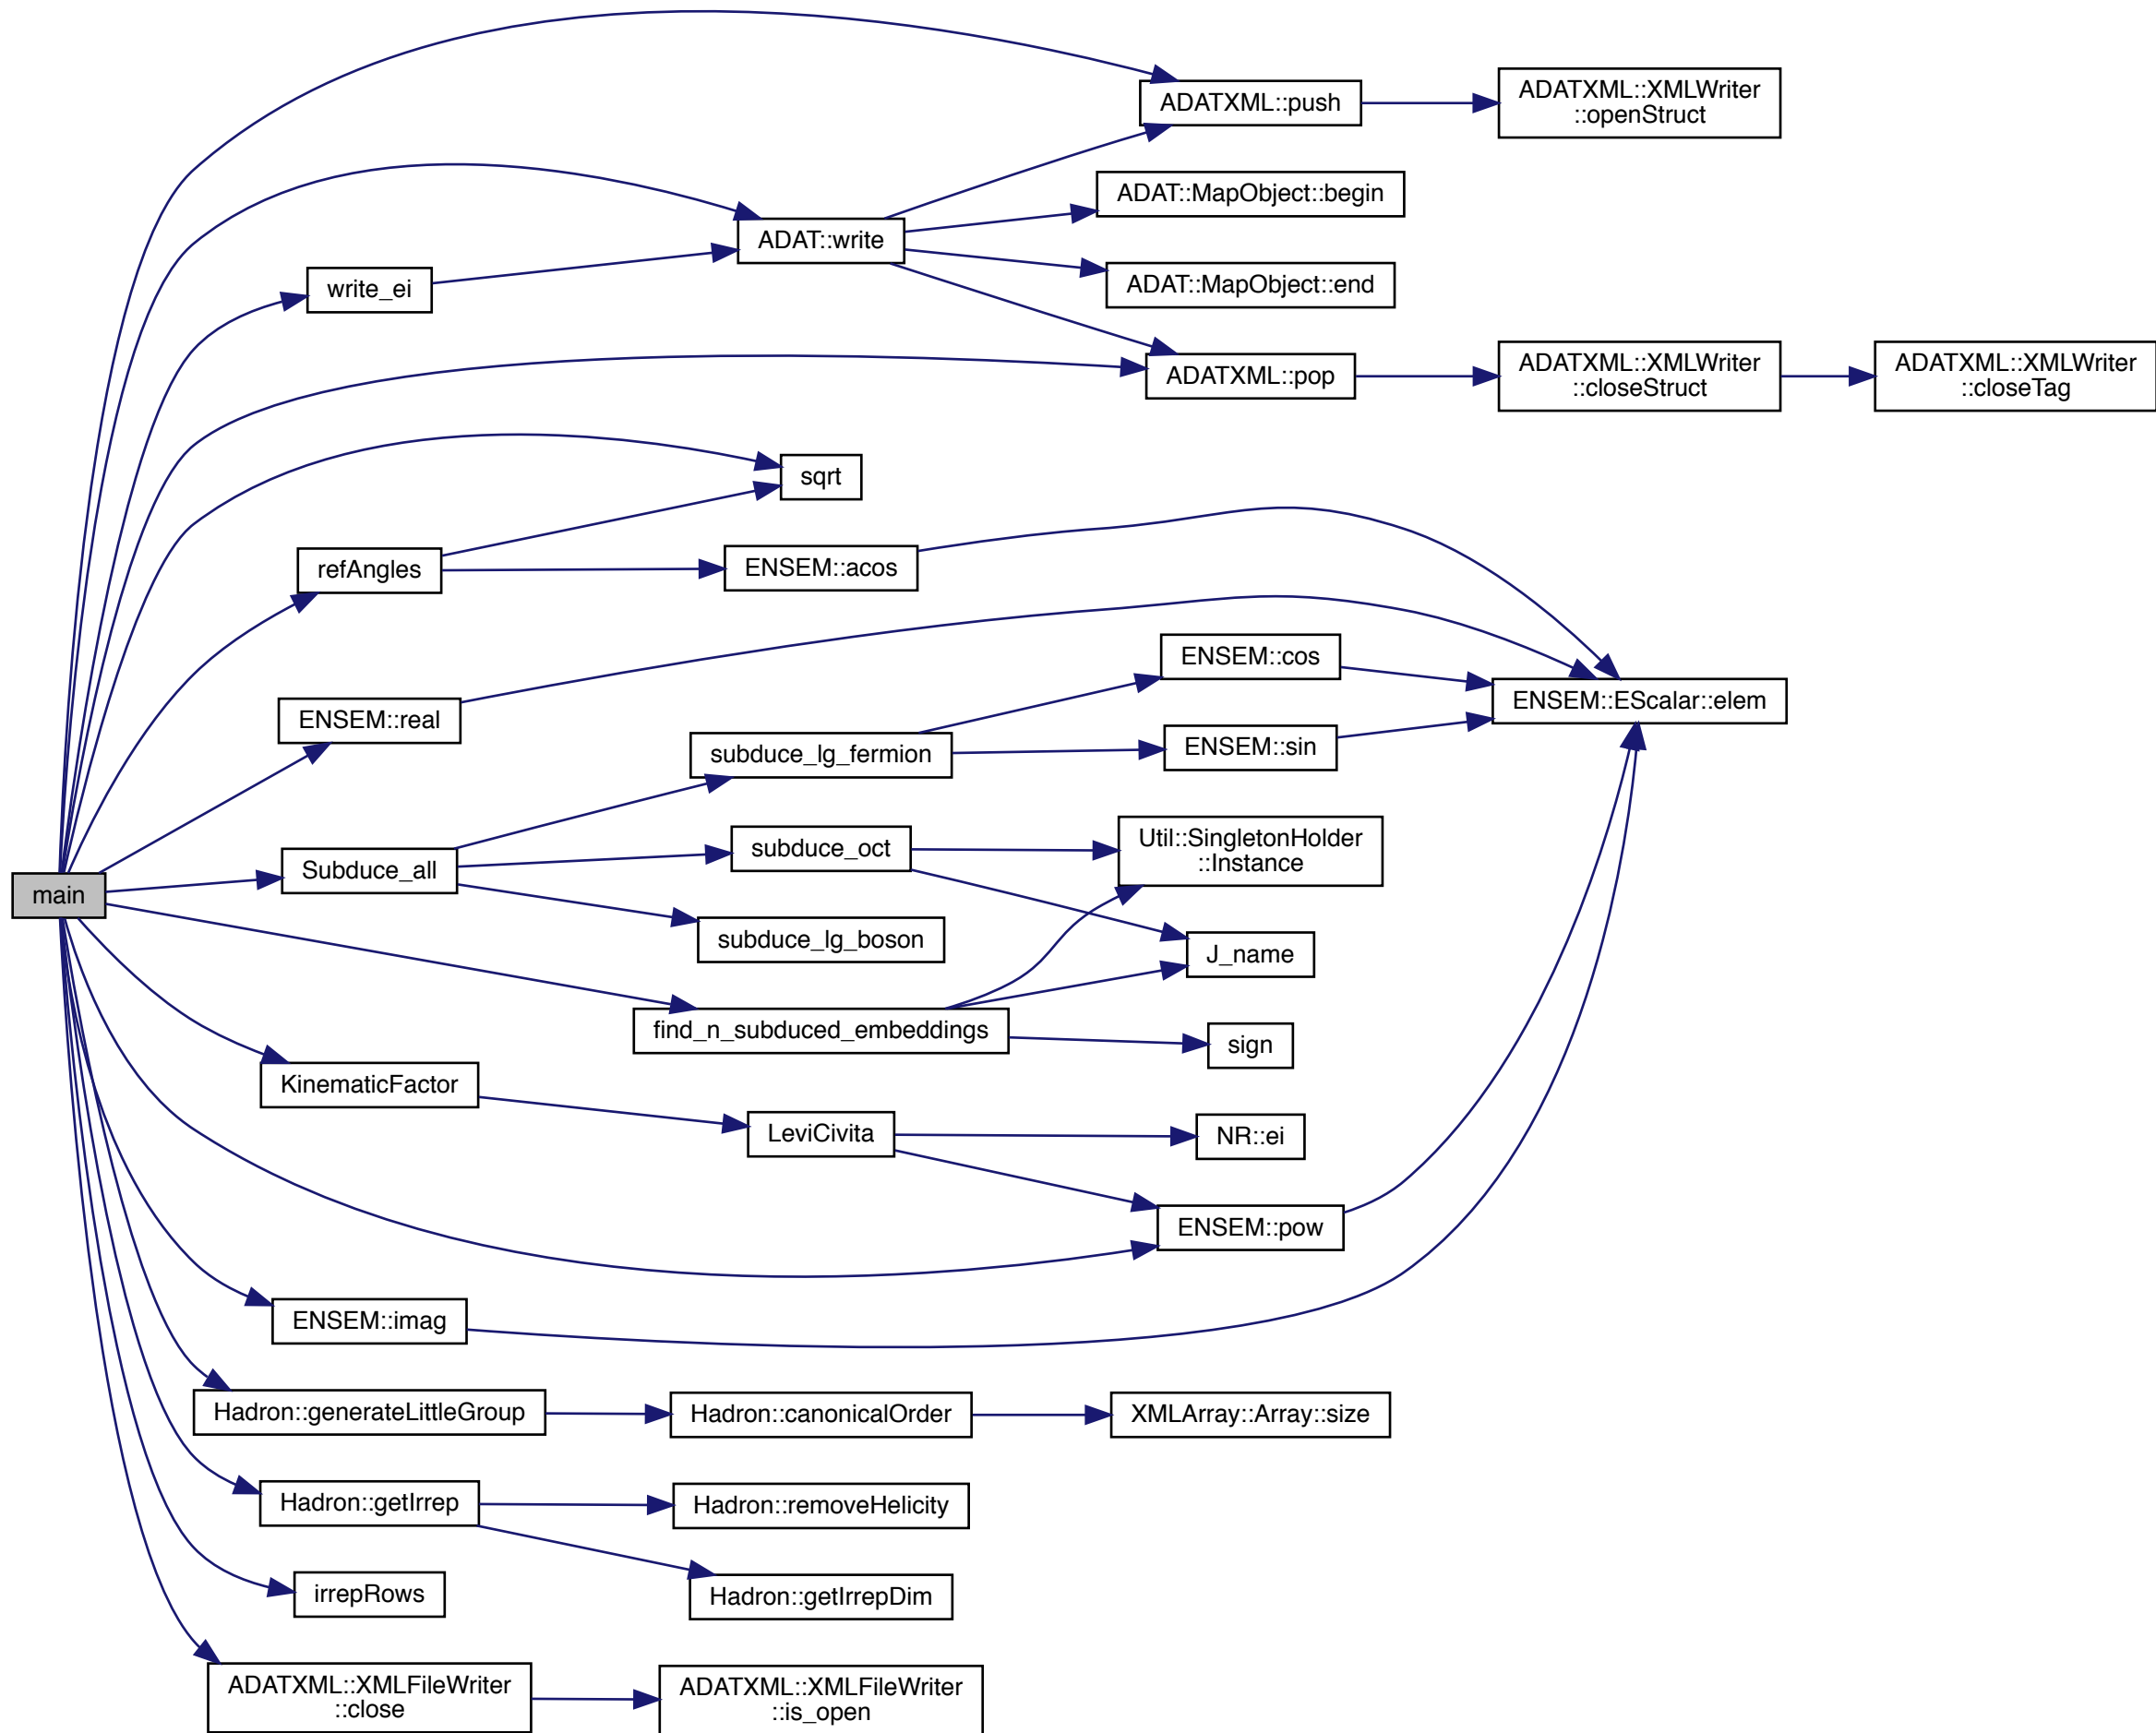 ADATXML::push
ADATXML::XMLWriter
::openStruct
ADAT::MapObject::begin
ADAT::write
ADAT::MapObject::end
write_ei
ADATXML::pop
ADATXML::XMLWriter
::closeStruct
ADATXML::XMLWriter
::closeTag
sqrt
refAngles
ENSEM::acos
ENSEM::real
ENSEM::cos
ENSEM::EScalar::elem
subduce_lg_fermion
ENSEM::sin
main
Subduce_all
subduce_oct
Util::SingletonHolder
::Instance
subduce_lg_boson
J_name
find_n_subduced_embeddings
sign
KinematicFactor
LeviCivita
NR::ei
ENSEM::pow
ENSEM::imag
Hadron::generateLittleGroup
Hadron::canonicalOrder
XMLArray::Array::size
Hadron::getIrrep
Hadron::removeHelicity
irrepRows
Hadron::getIrrepDim
ADATXML::XMLFileWriter
::close
ADATXML::XMLFileWriter
::is_open